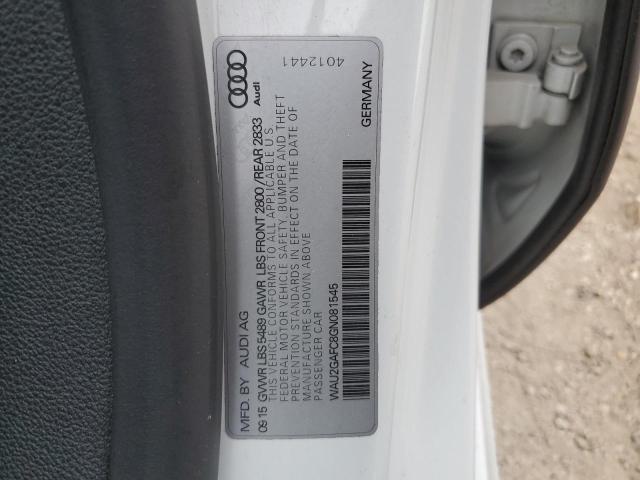 MFD. BY AUDI AG
Audi
09 15 GVWR LBS 5489 GAWR LBS FRONT 2800 / REAR 2833
THIS VEHICLE CONFORMS TO ALL APPLICABLE U.S.
FEDERAL MOTOR VEHICLE SAFETY, BUMPER AND THEFT
PREVENTION STANDARDS IN EFFECT ON THE DATE OF
MANUFACTURE SHOWN ABOVE
PASSENGER CAR
WAU2GAFC8GN081545
4012441
GERMANY